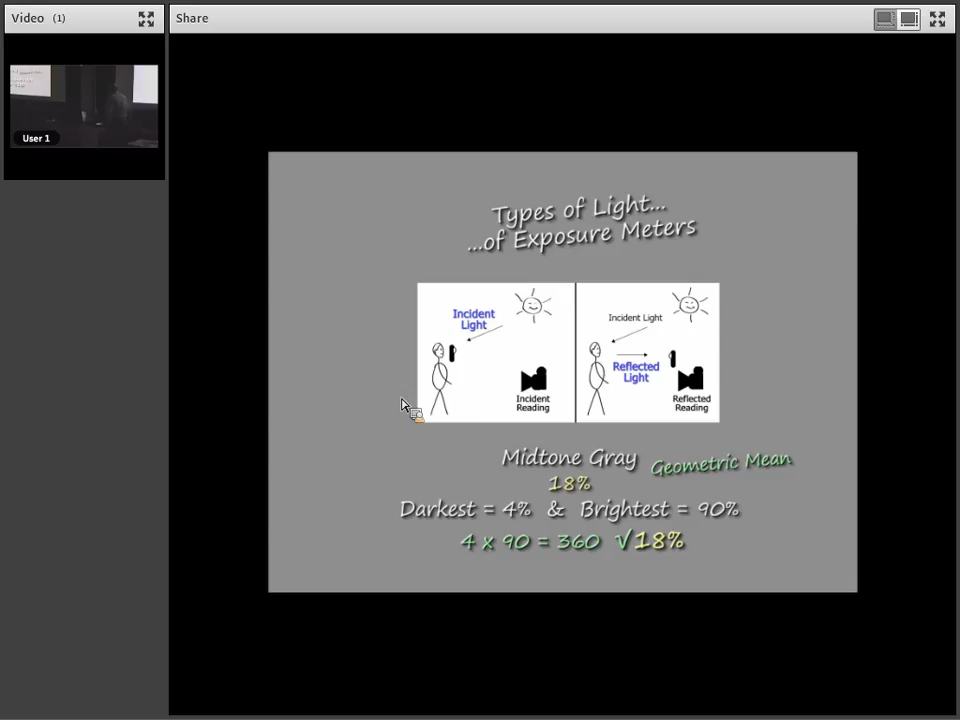 Video (1)
Share
User 1
Types of Light...
...of Exposure Meters
Incident
Light
Incident
Reading
Incident Light
Reflected
Light
Reflected
Reading
Midtone Gray
Geometric Mean
18%
Darkest = 4% & Brightest = 90%
4 x 90 = 360 √18%